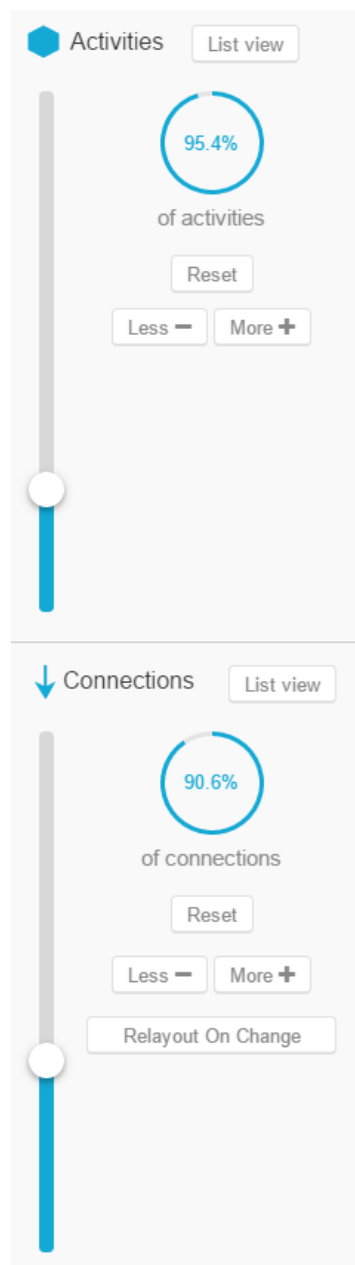 Activities List view
95.4%
of activities
Reset
Less More
Connections List view
90.6%
of connections
Reset
Less More
Relayout On Change